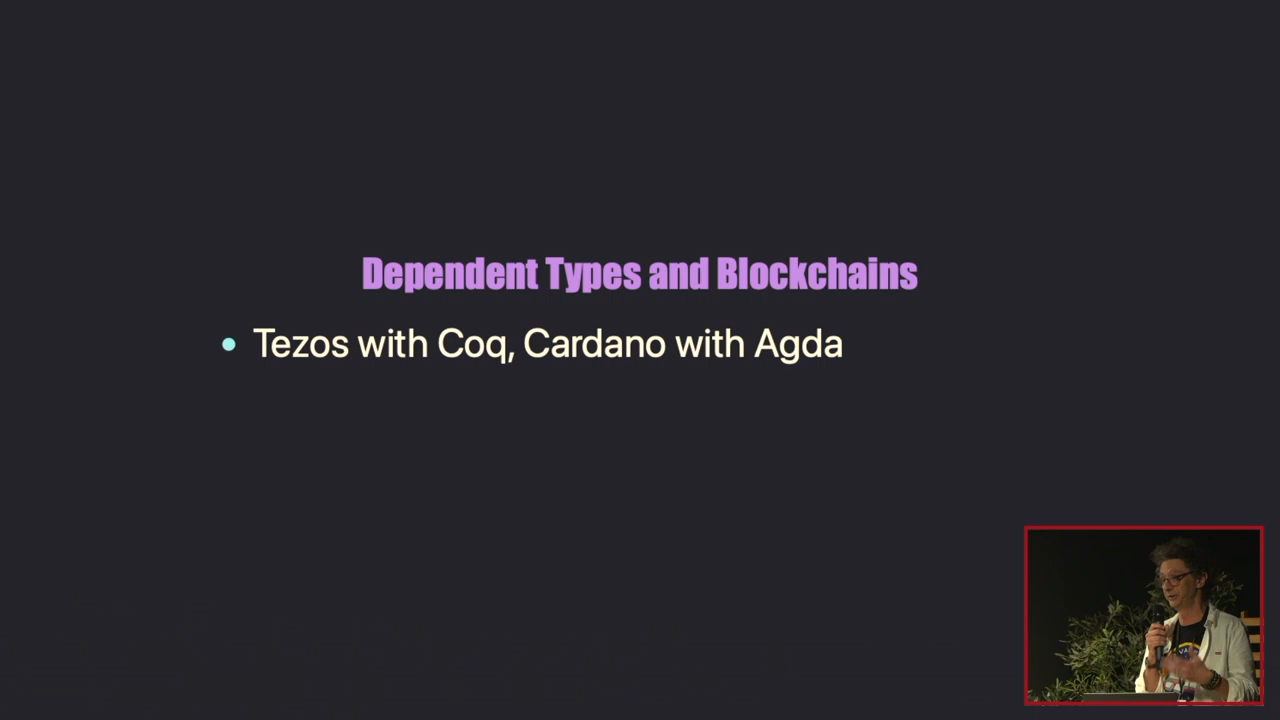 Dependent Types and Blockchains
• Tezos with Coq, Cardano with Agda